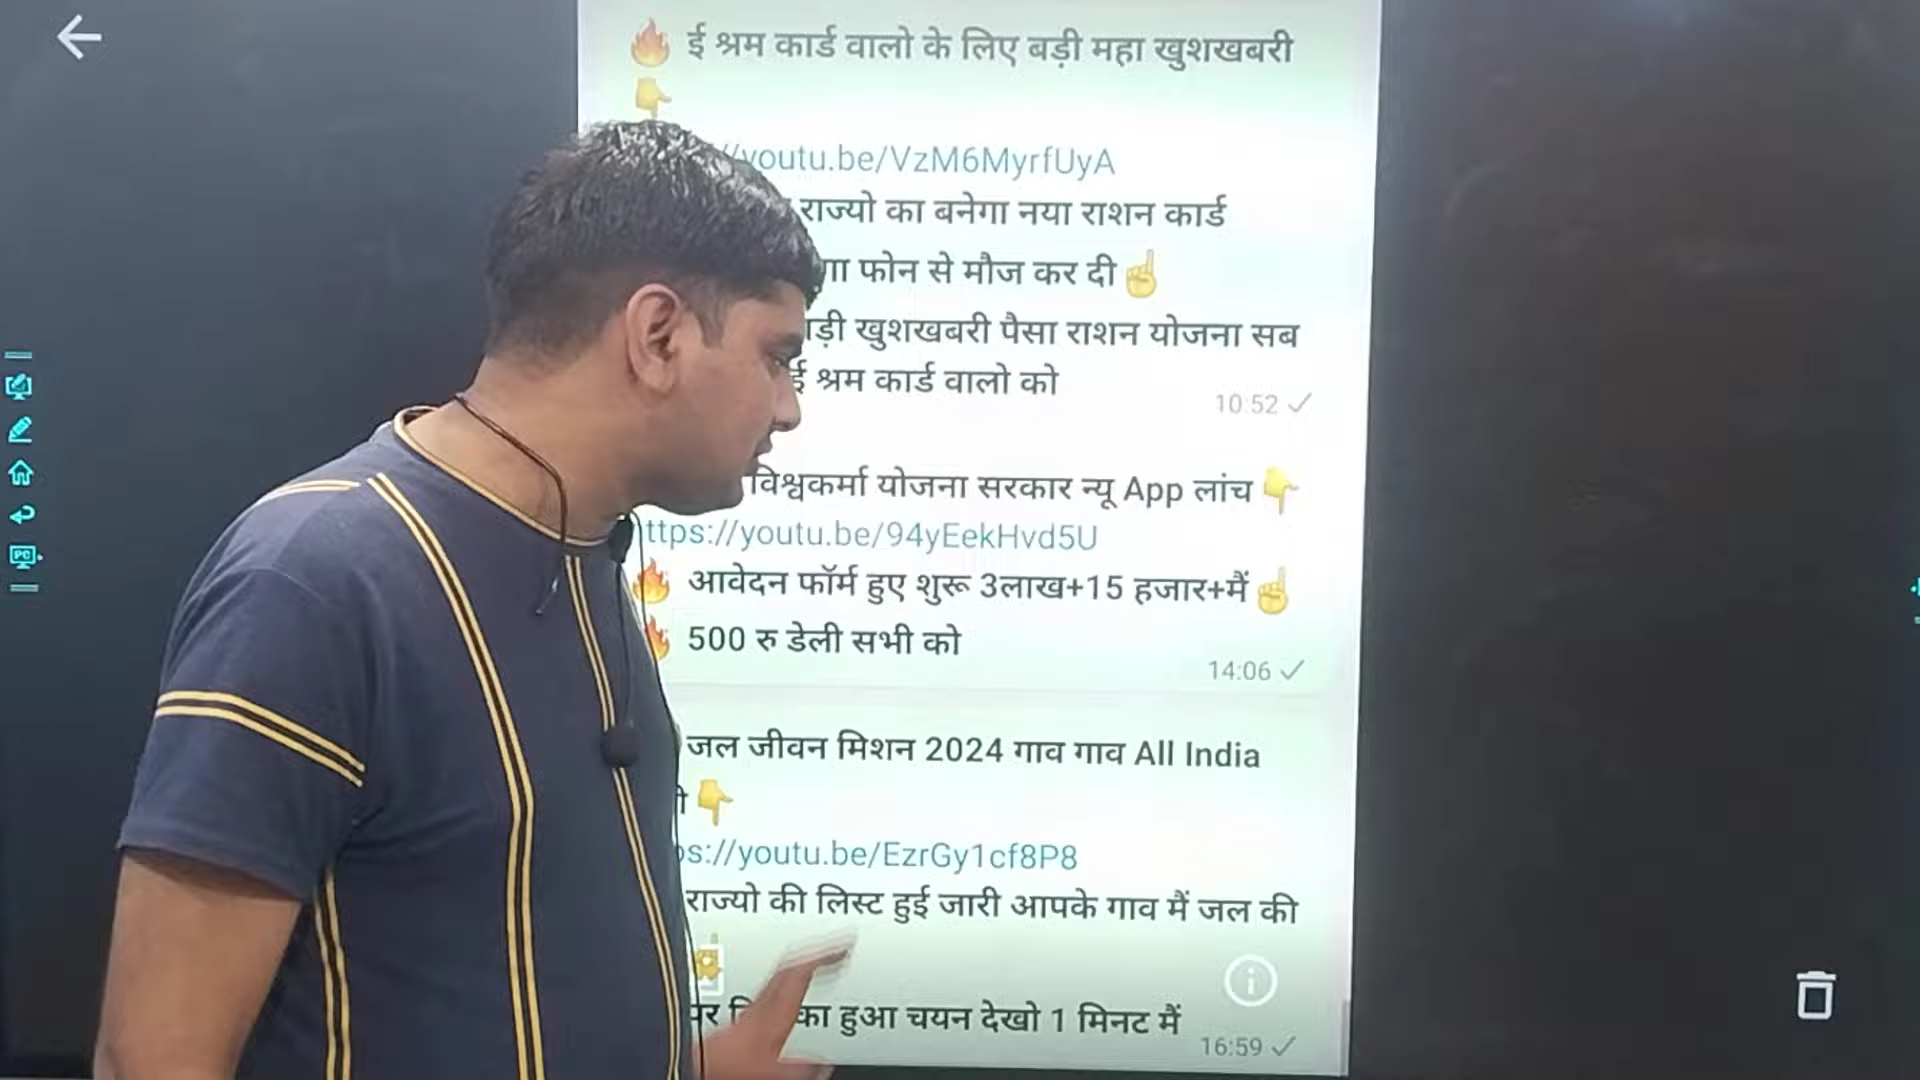 ई श्रम कार्ड वालो के लिए बड़ी महा खुशखबरी
//youtu.be/VzM6MyrfUyA
राज्यो का बनेगा नया राशन कार्ड
फोन से मौज कर दी
खुशखबरी पैसा राशन योजना सब
ई श्रम कार्ड वालो को
10:52
विश्वकर्मा योजना सरकार न्यू App लांच
ttps://youtu.be/94yEekHvd5U
आवेदन फॉर्म हुए शुरू 3लाख+15 हजार+मैं
500 रु डेली सभी को
14:06
जल जीवन मिशन 2024 गाव गाव All India
s://youtu.be/EzrGy1cf8P8
राज्यो की लिस्ट हुई जारी आपके गाव मैं जल की
का हुआ चयन देखो 1 मिनट मैं
16:59
PC